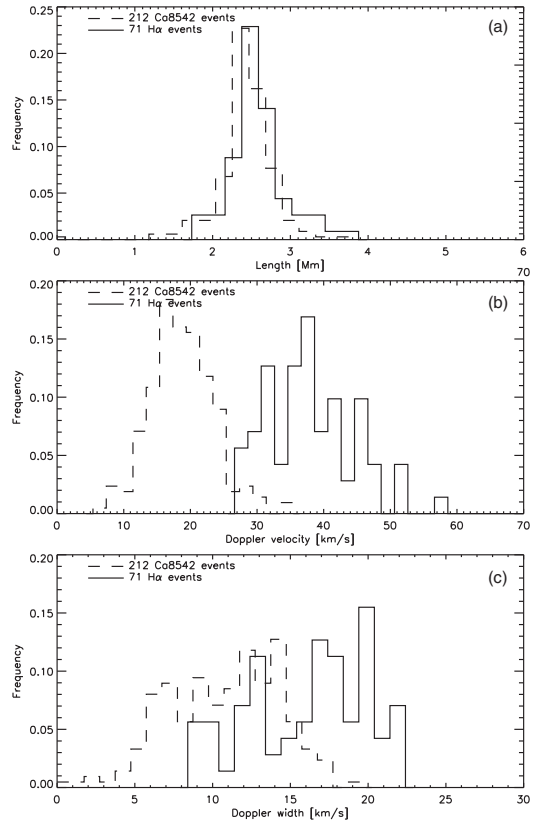 0.25
212 Ca8542 events
71 Hα events
(a)
0.20
0.15
0.10
0.05
0.00
Frequency
0 1 2 3 4 5 6
Length [Mm]
70
0.20
212 Ca8542 events
71 Hα events
(b)
0.15
0.10
0.05
0.00
Frequency
0 10 20 30 40 50 60 70
Doppler velocity [km/s]
0.20
212 Ca8542 events
71 Hα events
(c)
0.15
0.10
0.05
0.00
Frequency
0 5 10 15 20 25 30
Doppler width [km/s]